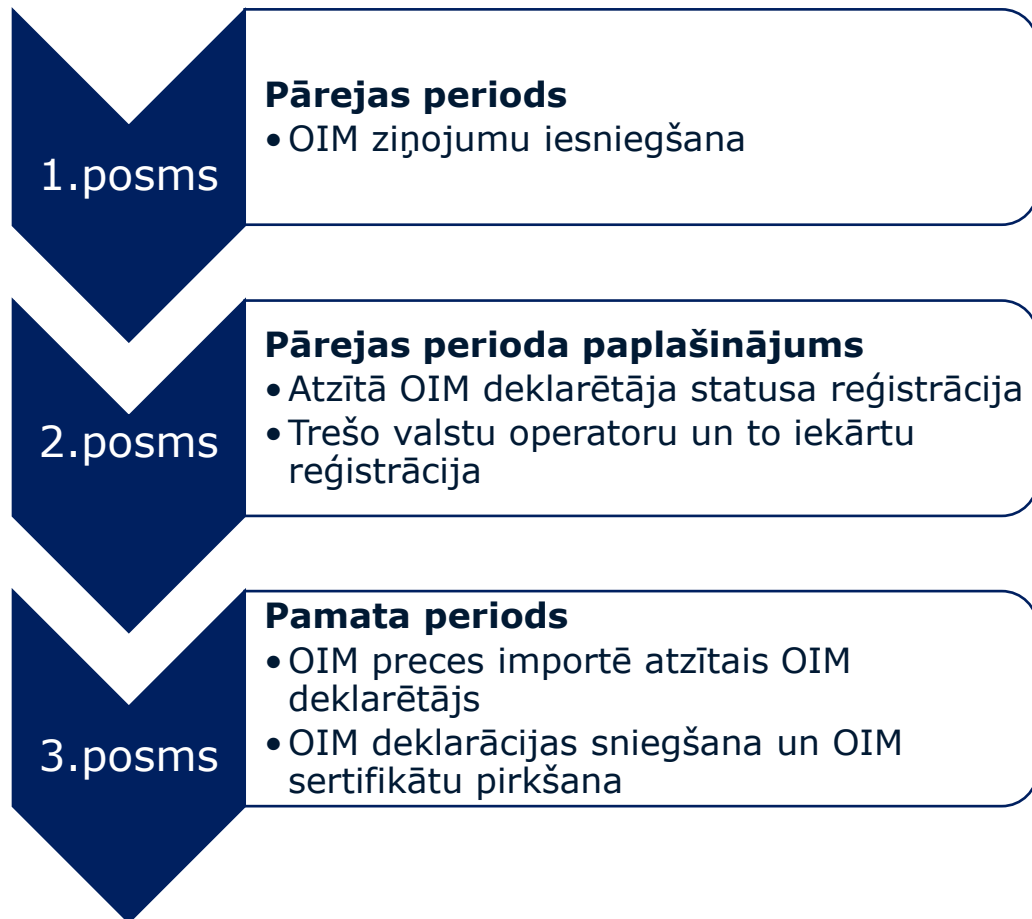 1.posms
Pārejas periods
•OIM ziņojumu iesniegšana
2.posms
Pārejas perioda paplašinājums
•Atzītā OIM deklarētāja statusa reģistrācija
•Trešo valstu operatoru un to iekārtu
reģistrācija
3.posms
Pamata periods
•OIM preces importē atzītais OIM
deklarētājs
•OIM deklarācijas sniegšana un OIM
sertifikātu pirkšana